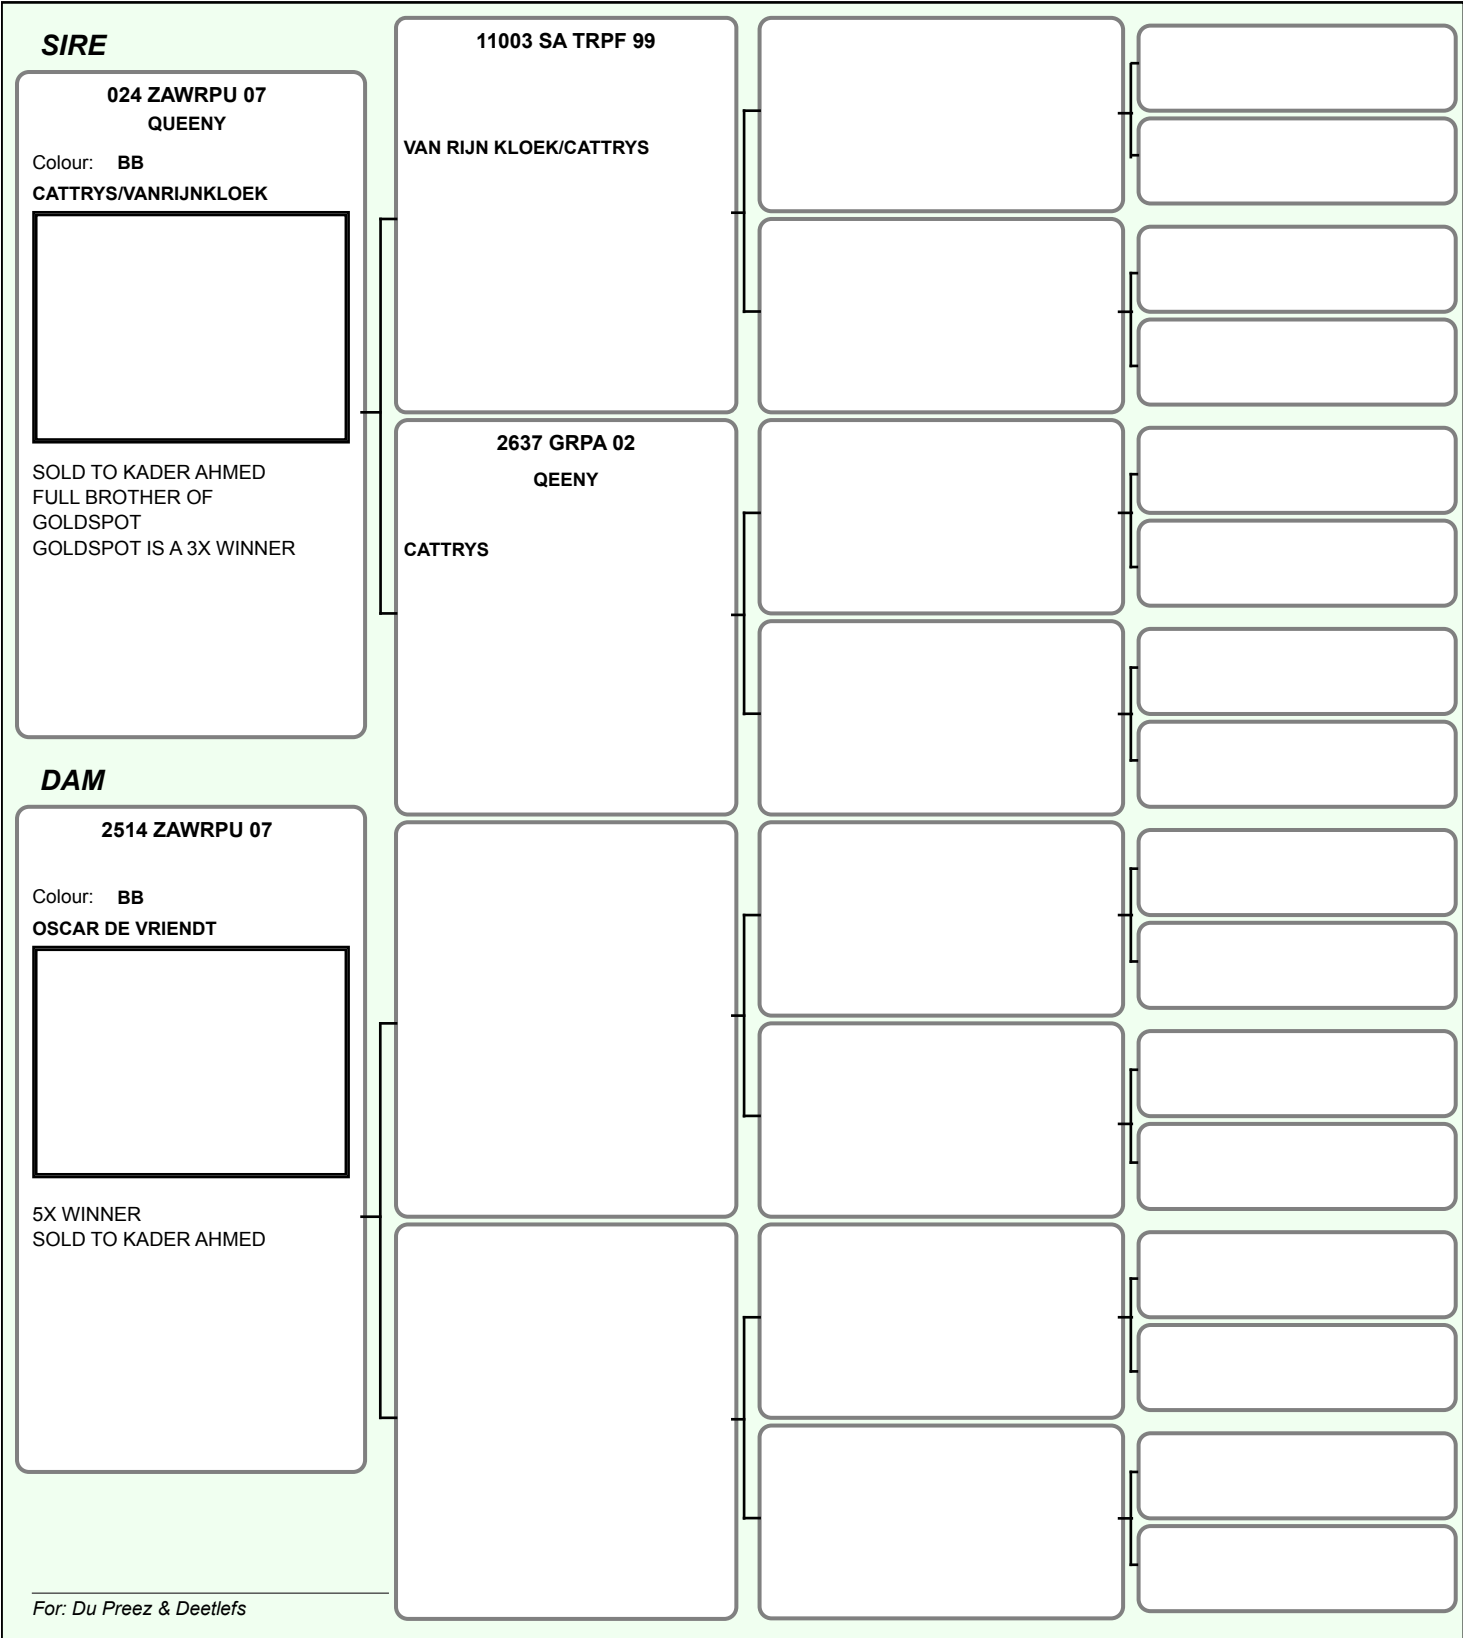 SIRE
024 ZAWRPU 07
QUEENY
Colour: BB
CATTRYS/VANRIJNKLOEK
SOLD TO KADER AHMED
FULL BROTHER OF
GOLDSPOT
GOLDSPOT IS A 3X WINNER
11003 SA TRPF 99
VAN RIJN KLOEK/CATTRYS
2637 GRPA 02
QEENY
CATTRYS
DAM
2514 ZAWRPU 07
Colour: BB
OSCAR DE VRIENDT
5X WINNER
SOLD TO KADER AHMED
For: Du Preez & Deetlefs